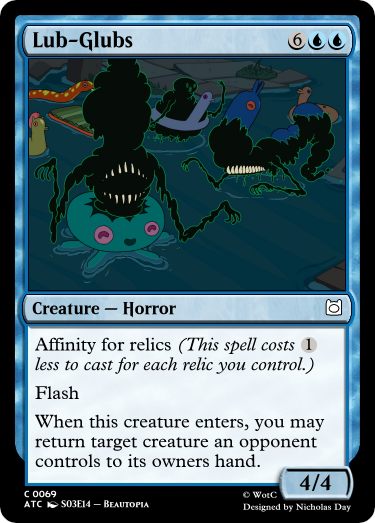 Lub-Glubs 6
Creature — Horror
Affinity for relics (This spell costs 1
less to cast for each relic you control.)
Flash
When this creature enters, you may
return target creature an opponent
controls to its owners hand.
4/4
C 0069
ATC S03E14 — Beautopia
© WotC
Designed by Nicholas Day